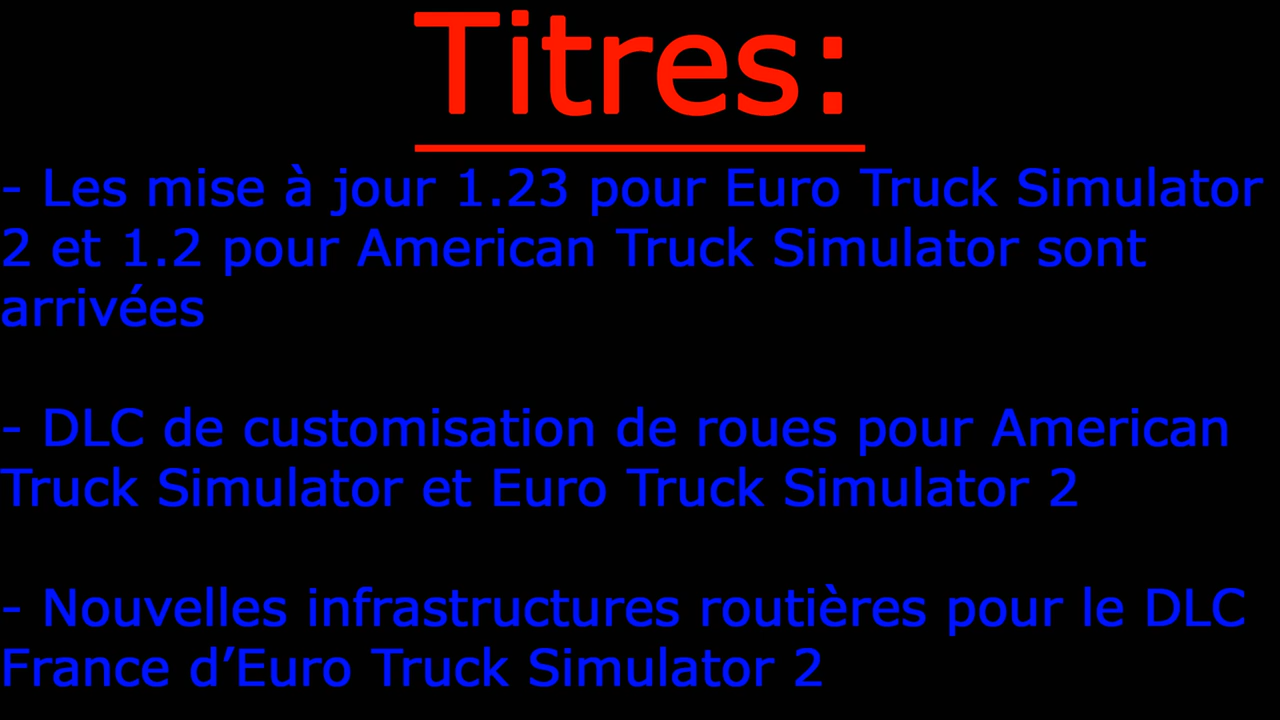 Titres:
- Les mise à jour 1.23 pour Euro Truck Simulator
2 et 1.2 pour American Truck Simulator sont
arrivées
- DLC de customisation de roues pour American
Truck Simulator et Euro Truck Simulator 2
- Nouvelles infrastructures routières pour le DLC
France d’Euro Truck Simulator 2